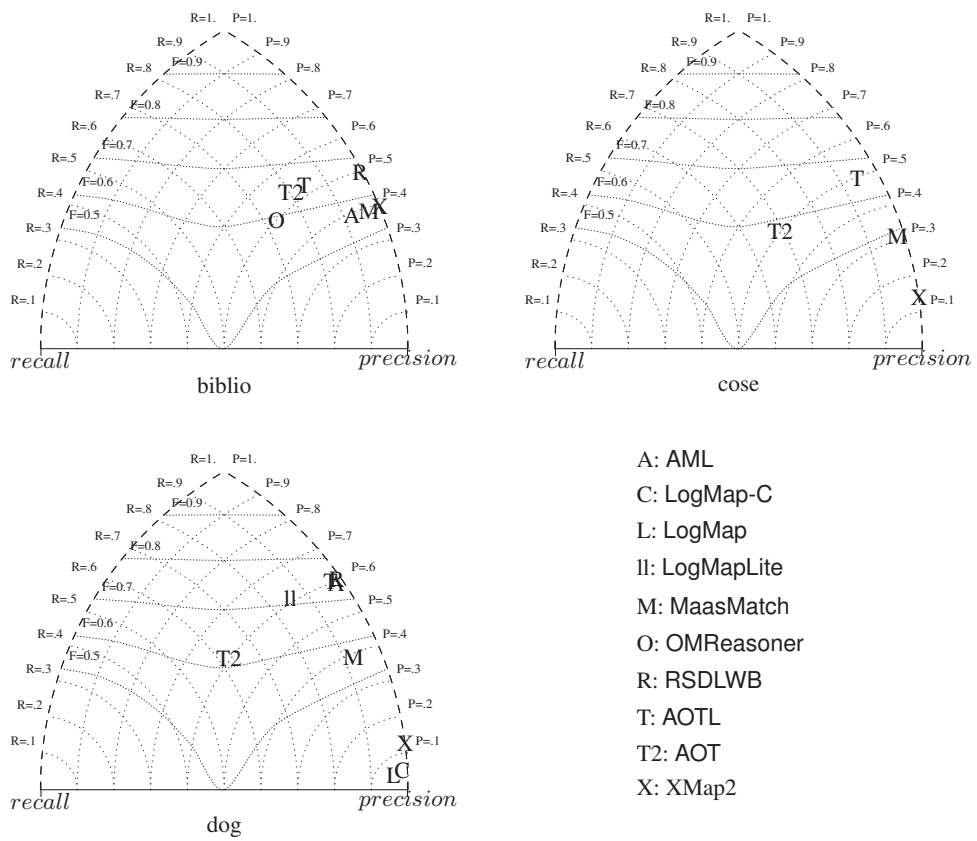 R=1. P=1.
R=.9 P=.9
F=0.9
R=.8 P=.8
R=.7 P=.7
F=0.8
R=.6 P=.6
F=0.7
R=.5 P=.5
R
T
F=0.6
T2
R=.4 P=.4
X
M
A
F=0.5
O
R=.3 P=.3
R=.2 P=.2
R=.1 P=.1
recall precision
biblio
R=1. P=1.
R=.9 P=.9
F=0.9
R=.8 P=.8
R=.7 P=.7
F=0.8
R=.6 P=.6
F=0.7
R=.5 P=.5
T
F=0.6
R=.4 P=.4
F=0.5
R=.3 P=.3
T2
M
R=.2 P=.2
X
R=.1 P=.1
recall precision
cose
R=1. P=1.
R=.9 P=.9
F=0.9
R=.8 P=.8
R=.7 P=.7
F=0.8
R=.6 P=.6
T
R
A
F=0.7
ll
R=.5 P=.5
F=0.6
R=.4 P=.4
F=0.5
T2
M
R=.3 P=.3
R=.2 P=.2
R=.1 P=.1
X
C
L
recall precision
dog
A: AML
C: LogMap-C
L: LogMap
ll: LogMapLite
M: MaasMatch
O: OMReasoner
R: RSDLWB
T: AOTL
T2: AOT
X: XMap2